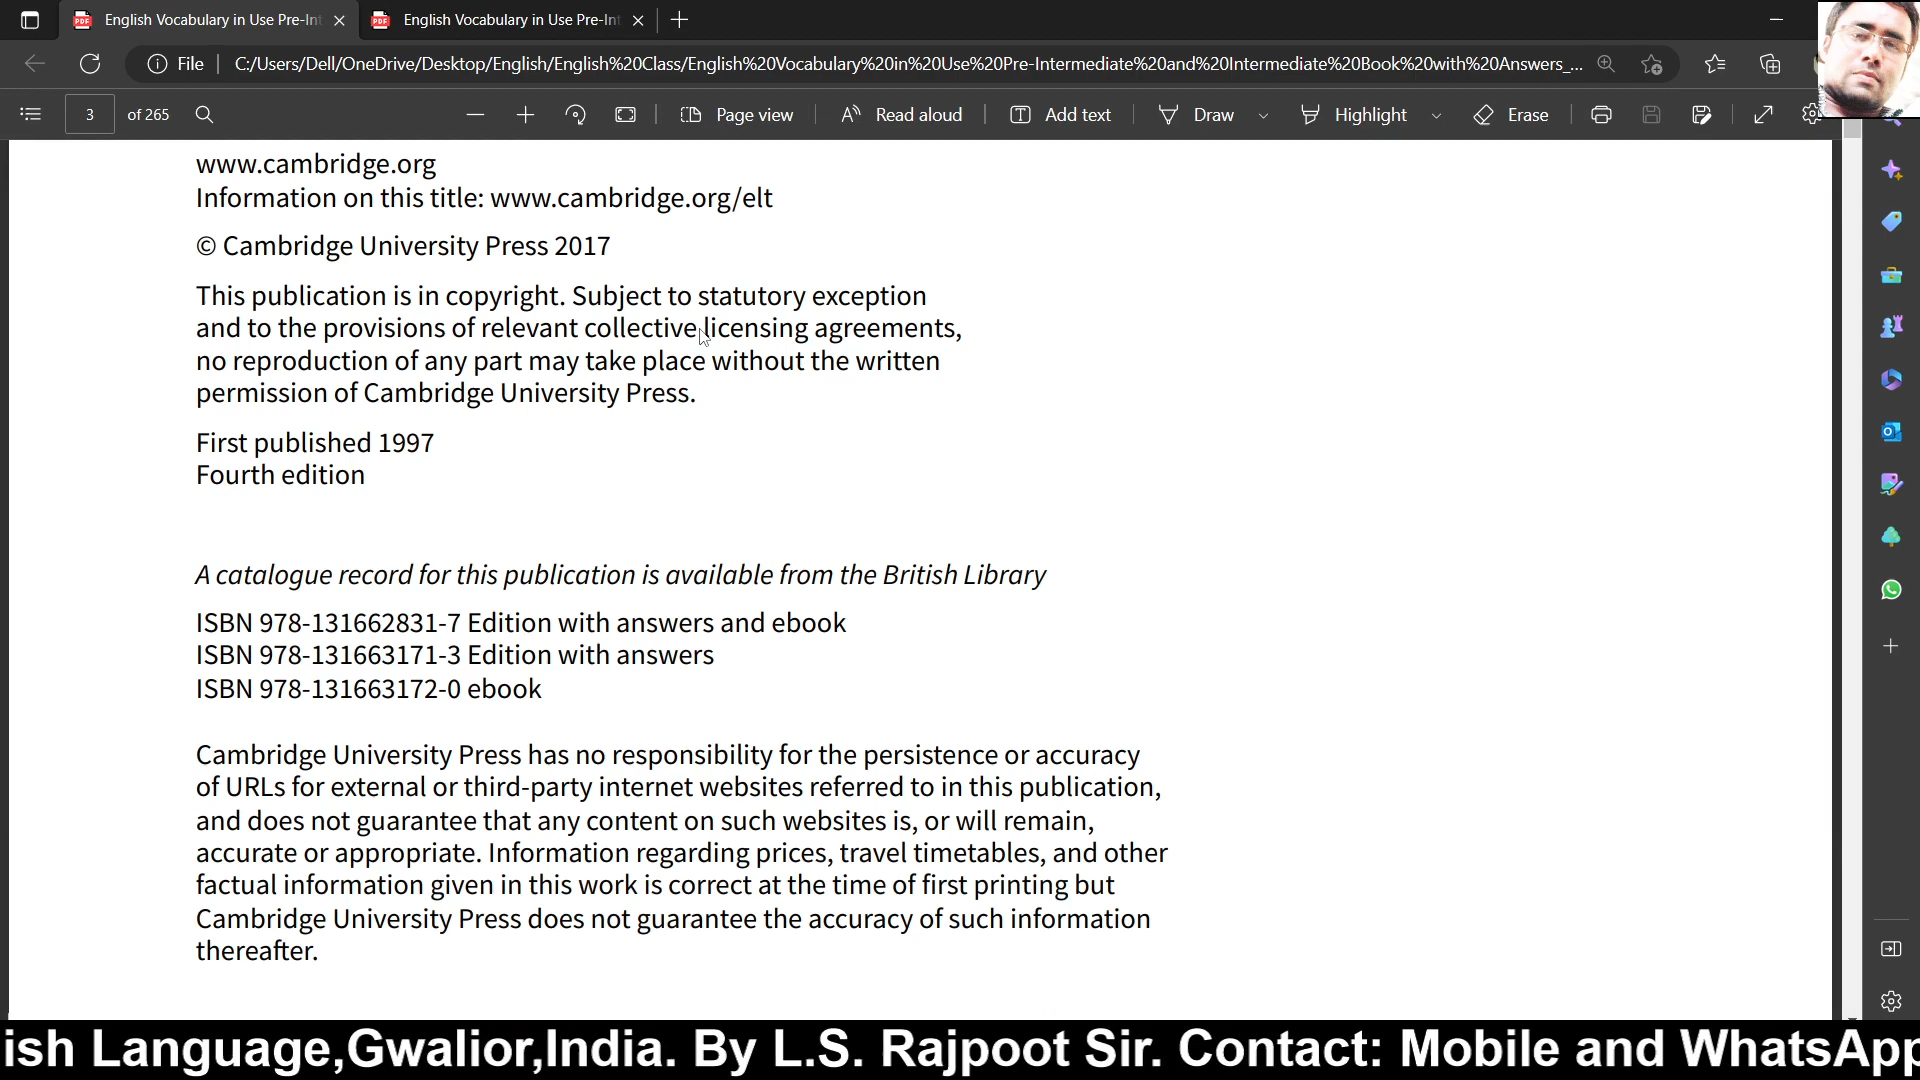 English Vocabulary in Use Pre-Int
English Vocabulary in Use Pre-Int
File
C:/Users/Dell/OneDrive/Desktop/English/English%20Class/English%20Vocabulary%20in%20Use%20Pre-Intermediate%20and%20Intermediate%20Book%20with%20Answers_...
3 of 265
Page view
Read aloud
Add text
Draw
Highlight
Erase
www.cambridge.org
Information on this title: www.cambridge.org/elt
© Cambridge University Press 2017
This publication is in copyright. Subject to statutory exception
and to the provisions of relevant collective licensing agreements,
no reproduction of any part may take place without the written
permission of Cambridge University Press.
First published 1997
Fourth edition
A catalogue record for this publication is available from the British Library
ISBN 978-131662831-7 Edition with answers and ebook
ISBN 978-131663171-3 Edition with answers
ISBN 978-131663172-0 ebook
Cambridge University Press has no responsibility for the persistence or accuracy
of URLs for external or third-party internet websites referred to in this publication,
and does not guarantee that any content on such websites is, or will remain,
accurate or appropriate. Information regarding prices, travel timetables, and other
factual information given in this work is correct at the time of first printing but
Cambridge University Press does not guarantee the accuracy of such information
thereafter.
ish Language,Gwalior,India. By L.S. Rajpoot Sir. Contact: Mobile and WhatsApp